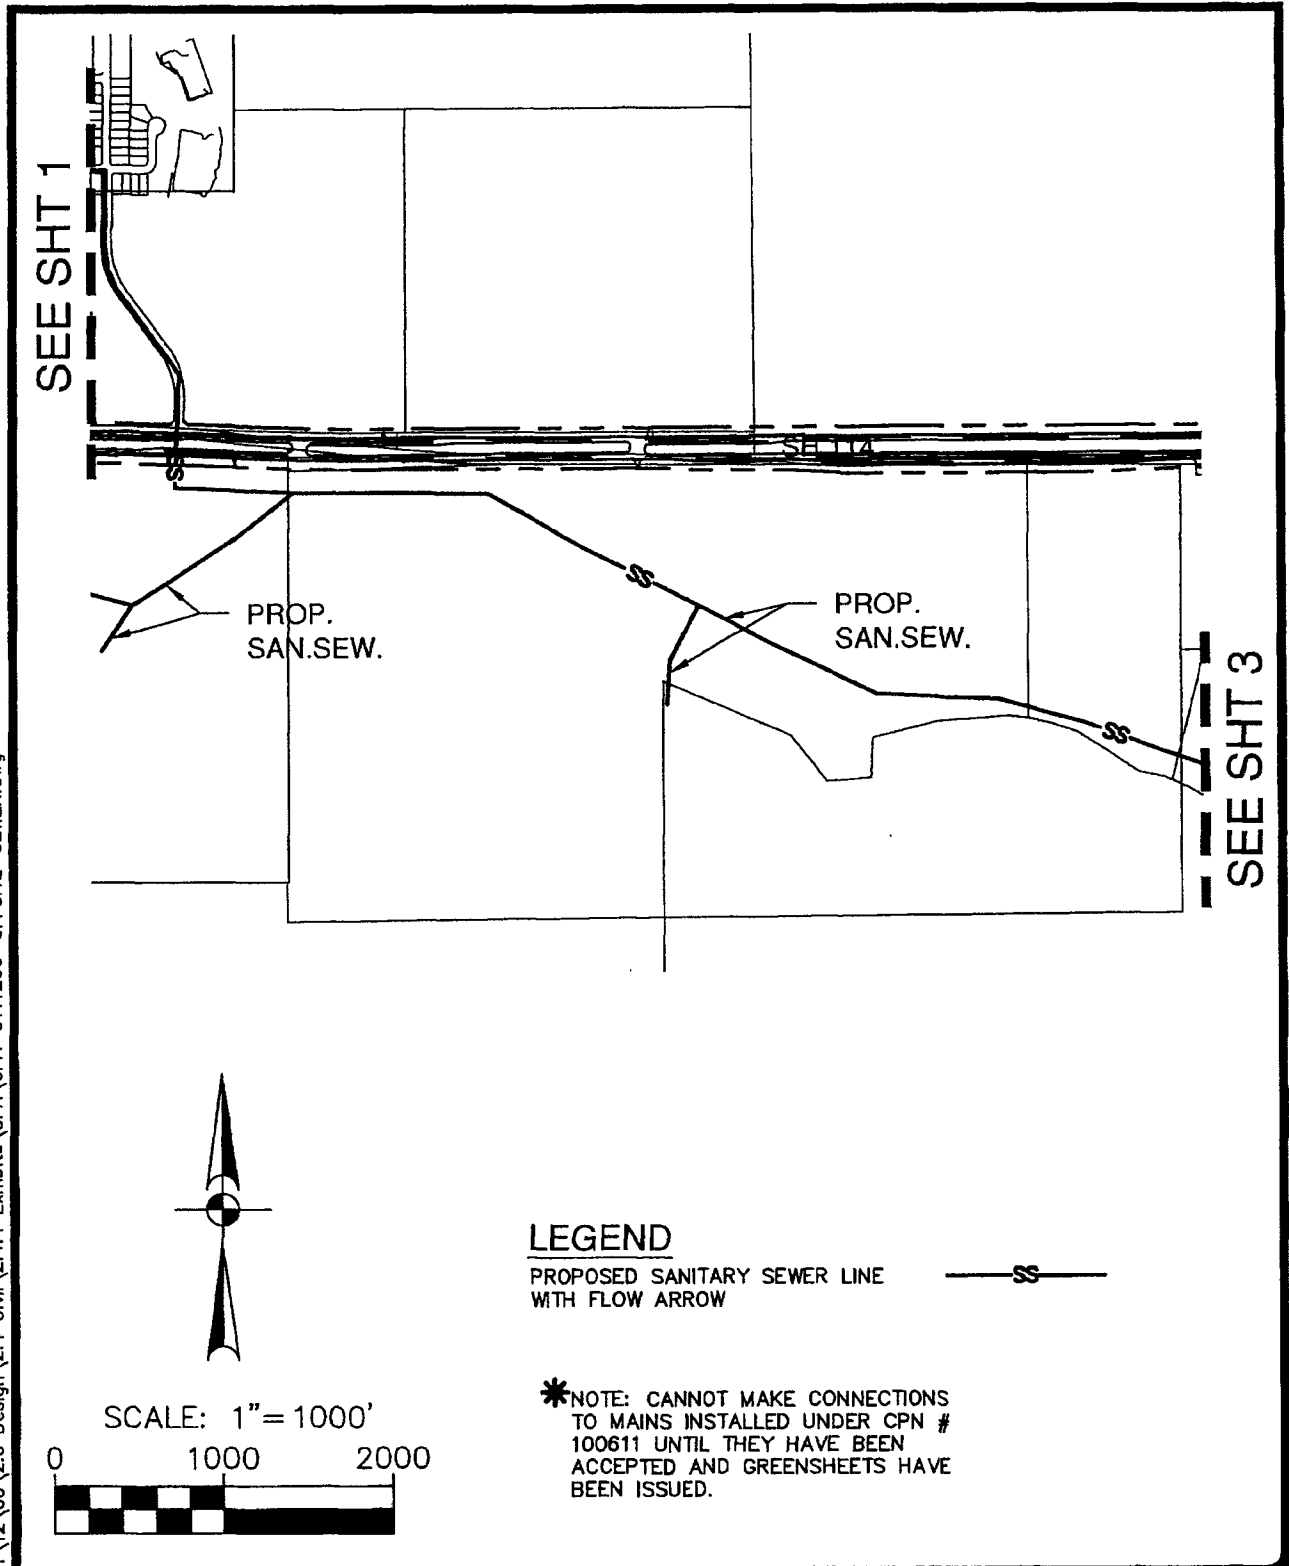 SEE SHT 1
SH 114
SS
SS
PROP.
SAN.SEW.
PROP.
SAN.SEW.
SS
SEE SHT 3
LEGEND
PROPOSED SANITARY SEWER LINE
WITH FLOW ARROW
SS
SCALE: 1"= 1000'
0 1000 2000
✱NOTE: CANNOT MAKE CONNECTIONS
TO MAINS INSTALLED UNDER CPN #
100611 UNTIL THEY HAVE BEEN
ACCEPTED AND GREENSHEETS HAVE
BEEN ISSUED.